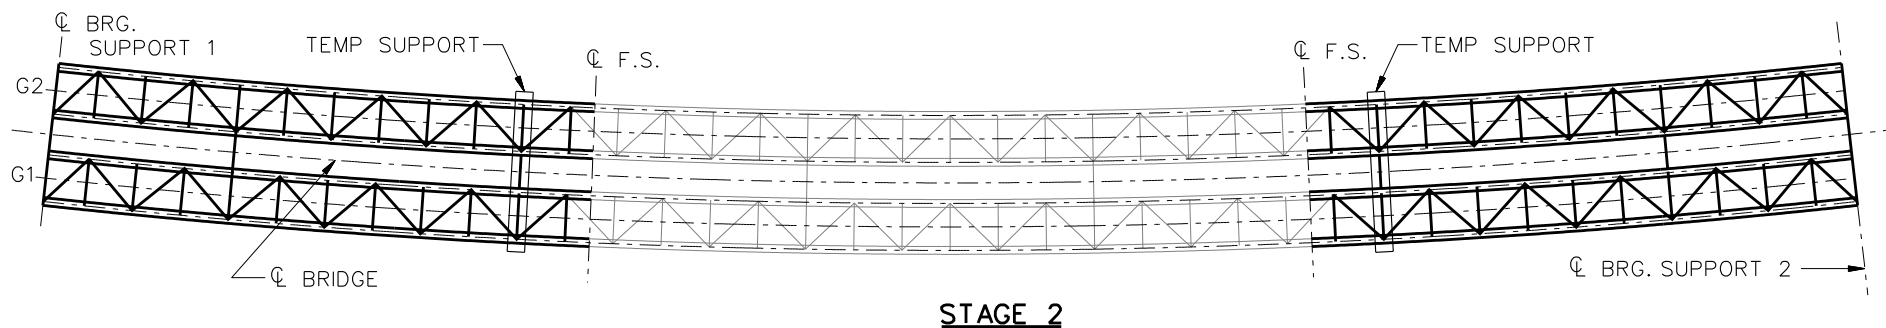 ℄ BRG.
SUPPORT 1
TEMP SUPPORT
℄ F.S.
℄ F.S.
TEMP SUPPORT
G2
G1
℄ BRIDGE
℄ BRG. SUPPORT 2
STAGE 2